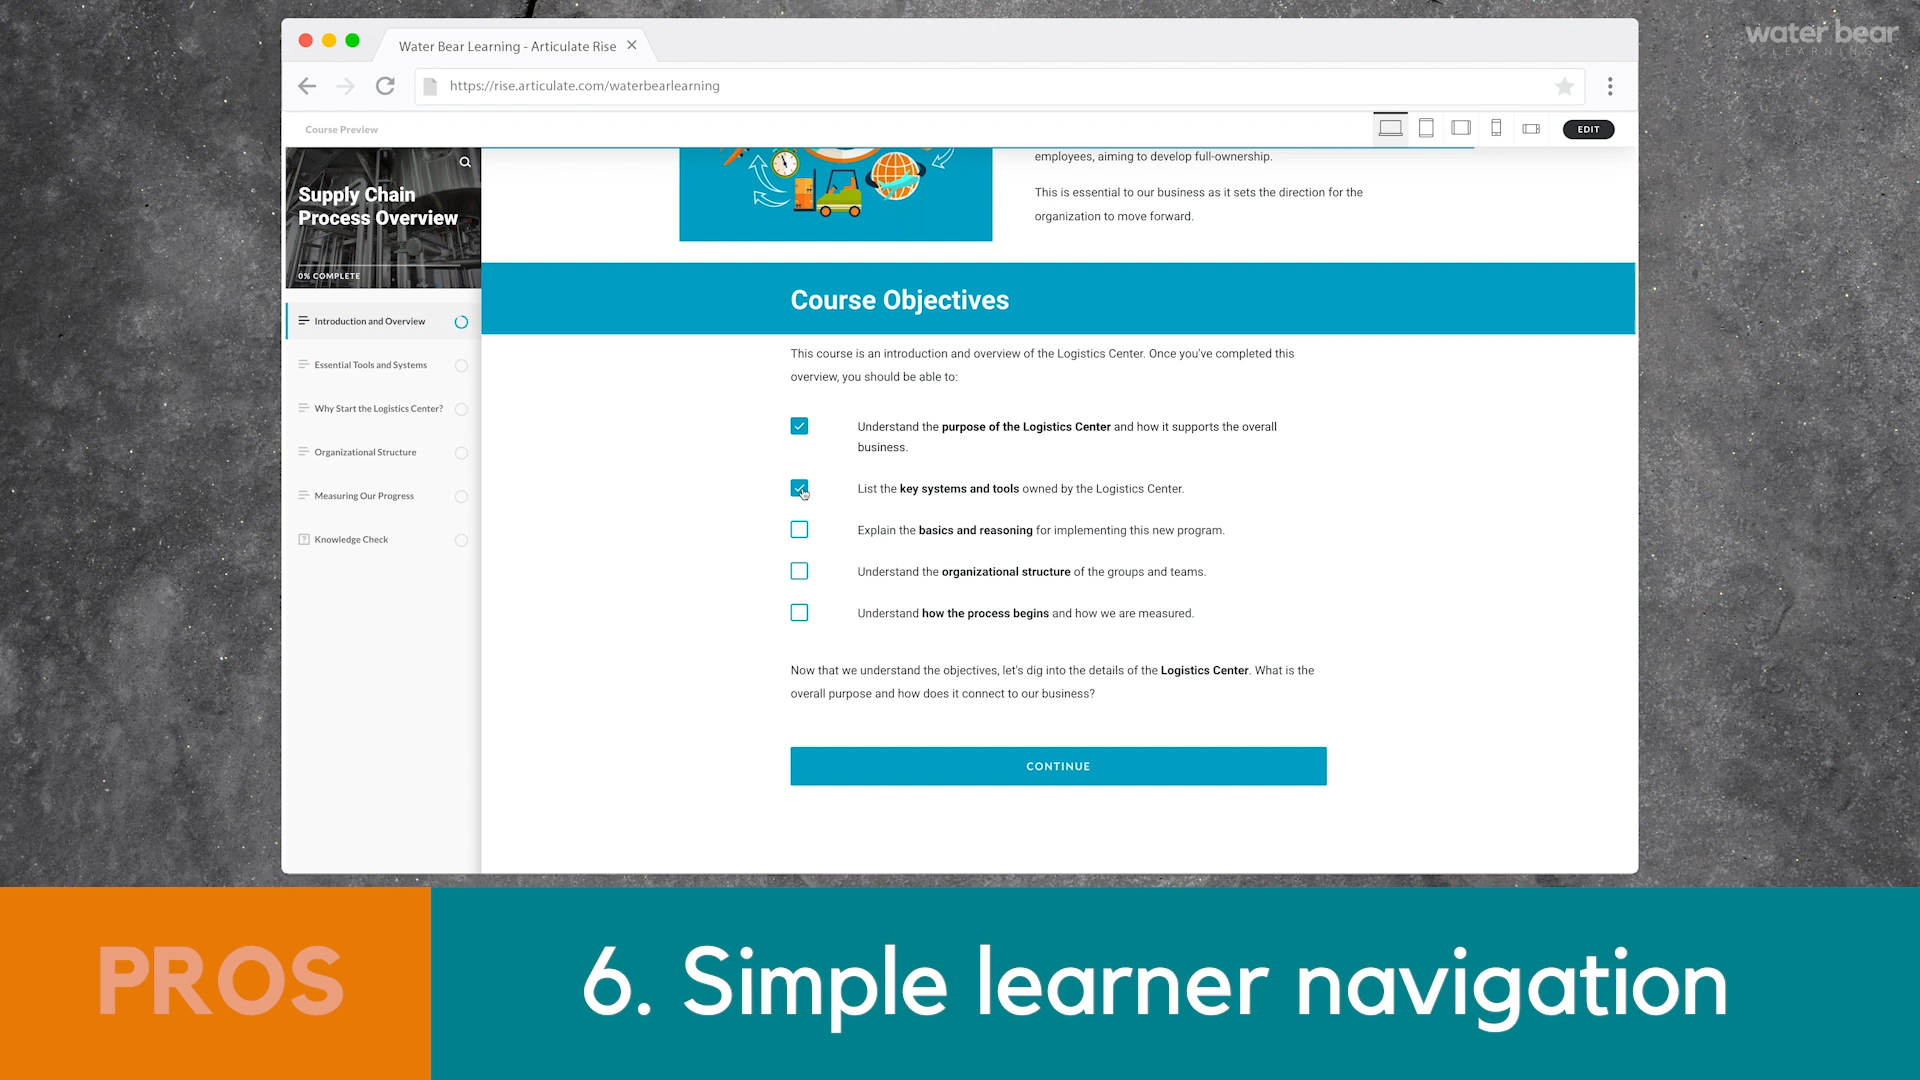 water bear
LEARNING
Water Bear Learning - Articulate Rise
https://rise.articulate.com/waterbearlearning
Course Preview
EDIT
Supply Chain
Process Overview
0% COMPLETE
Introduction and Overview
Essential Tools and Systems
Why Start the Logistics Center?
Organizational Structure
Measuring Our Progress
Knowledge Check
employees, aiming to develop full-ownership.
This is essential to our business as it sets the direction for the
organization to move forward.
Course Objectives
This course is an introduction and overview of the Logistics Center. Once you've completed this
overview, you should be able to:
Understand the purpose of the Logistics Center and how it supports the overall
business.
List the key systems and tools owned by the Logistics Center.
Explain the basics and reasoning for implementing this new program.
Understand the organizational structure of the groups and teams.
Understand how the process begins and how we are measured.
Now that we understand the objectives, let's dig into the details of the Logistics Center. What is the
overall purpose and how does it connect to our business?
CONTINUE
PROS
6. Simple learner navigation